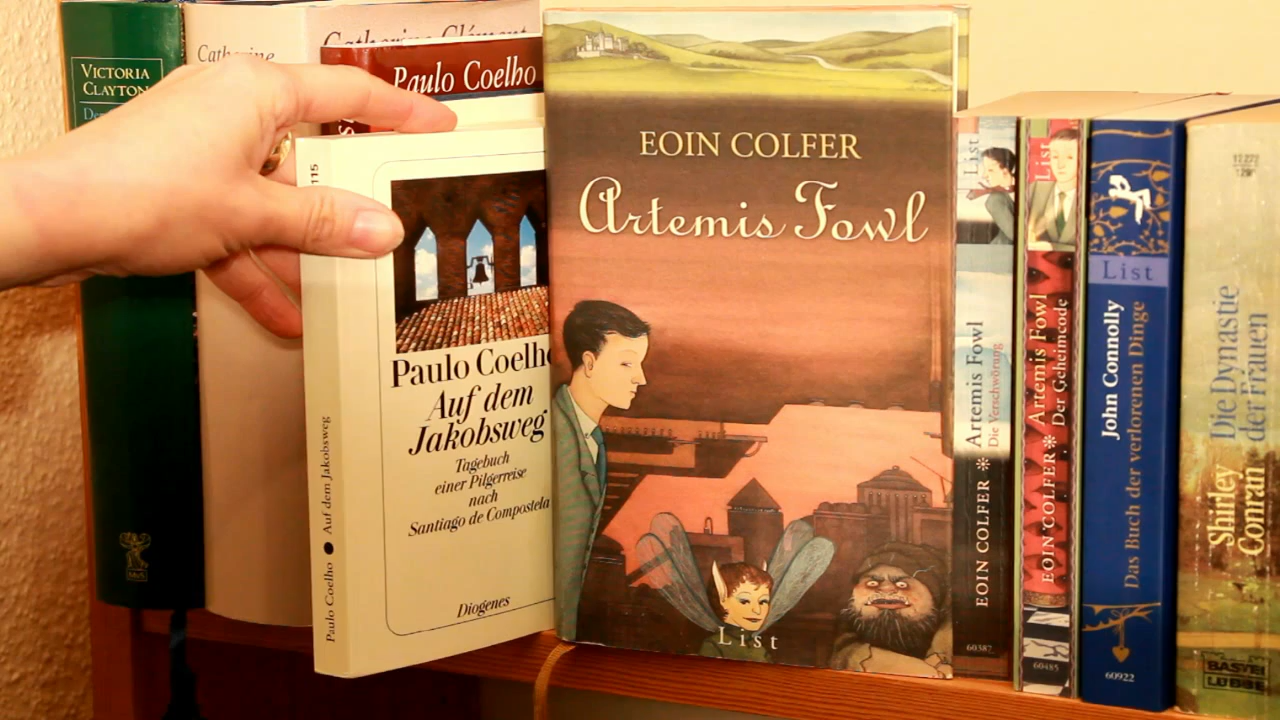 VICTORIA
CLAYTON
Catherine
Catherine Clément
Paulo Coelho
115
Paulo Coelho ● Auf dem Jakobsweg
Paulo Coelho
Auf dem
Jakobsweg
Tagebuch
einer Pilgerreise
nach
Santiago de Compostela
Diogenes
EOIN COLFER
Artemis Fowl
List
List
EOIN COLFER * Artemis Fowl
Die Verschwörung
60387
List
EOIN COLFER * Artemis Fowl
Der Geheimcode
60485
List
John Connolly
Das Buch der verlorenen Dinge
60922
Shirley
Conran
Die Dynastie
der Frauen
BASTEI
LÜBBE